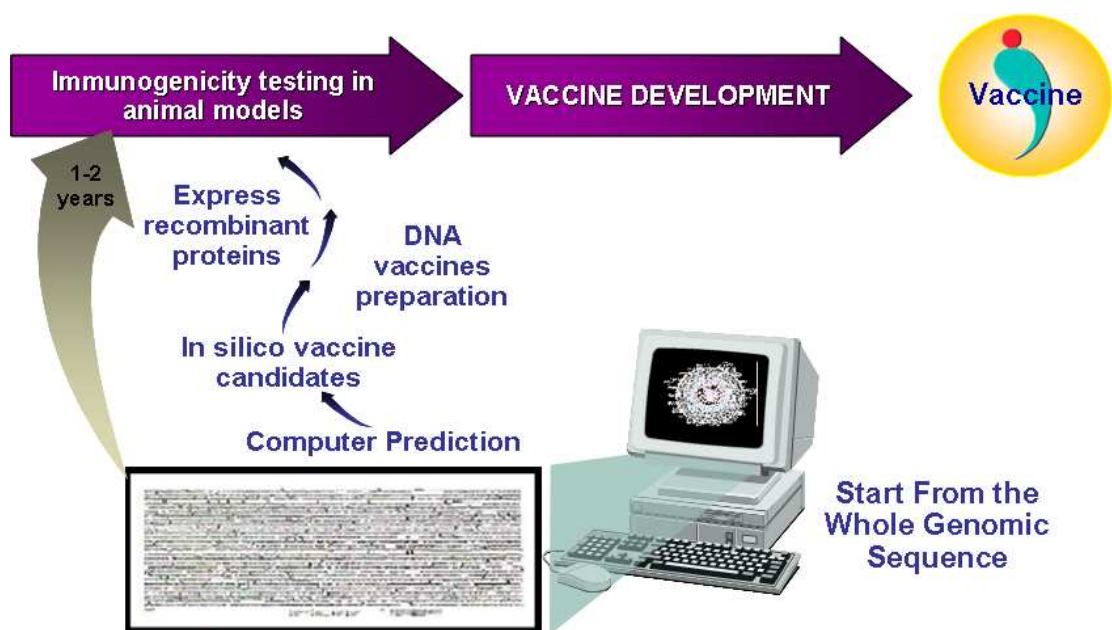 Immunogenicity testing in
animal models
VACCINE DEVELOPMENT
Vaccine
1-2
years
Express
recombinant
proteins
DNA
vaccines
preparation
In silico vaccine
candidates
Computer Prediction
Start From the
Whole Genomic
Sequence